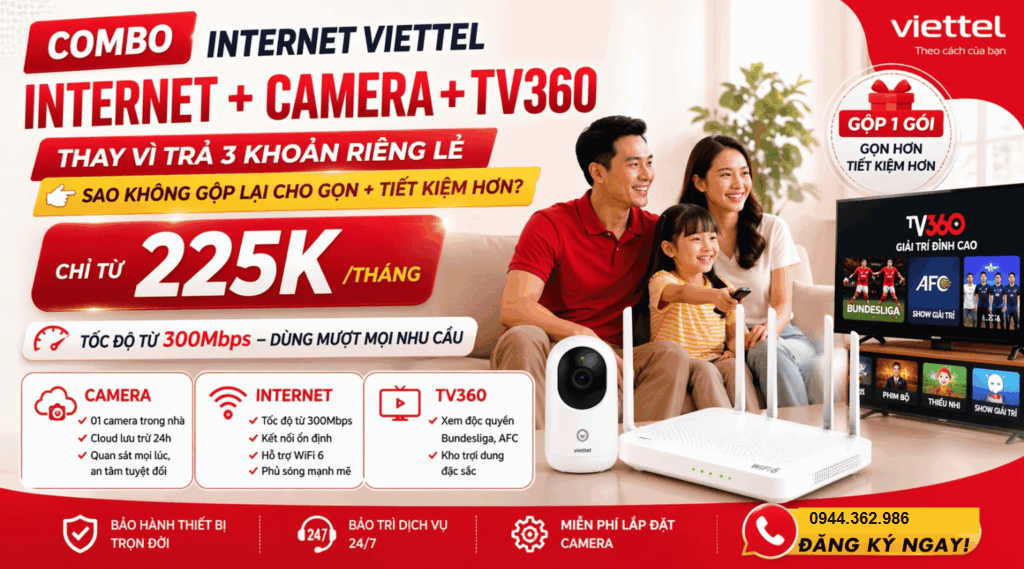 COMBO INTERNET VIETTEL
INTERNET + CAMERA + TV360
THAY VÌ TRẢ 3 KHOẢN RIÊNG LẺ
SAO KHÔNG GỘP LẠI CHO GỌN + TIẾT KIỆM HƠN?
CHỈ TỪ 225K /THÁNG
TỐC ĐỘ TỪ 300Mbps – DÙNG MƯỢT MỌI NHU CẦU
viettel
Theo cách của bạn
GỘP 1 GÓI
GỌN HƠN
TIẾT KIỆM HƠN
CAMERA
01 camera trong nhà
Cloud lưu trữ 24h
Quan sát mọi lúc,
an tâm tuyệt đối
INTERNET
Tốc độ từ 300Mbps
Kết nối ổn định
Hỗ trợ WiFi 6
Phủ sóng mạnh mẽ
TV360
Xem độc quyền
Bundesliga, AFC
Kho trợi dung
đặc sắc
viettel
WiFi 6
TV360
GIẢI TRÍ ĐỈNH CAO
BUNDESLIGA
AFC
SHOW GIẢI TRÍ
PHIM BỘ
THIẾU NHI
SHOW GIẢI TRÍ
BẢO HÀNH THIẾT BỊ
TRỌN ĐỜI
24/7
BẢO TRÌ DỊCH VỤ
24/7
MIỄN PHÍ LẮP ĐẶT
CAMERA
0944.362.986
ĐĂNG KÝ NGAY!